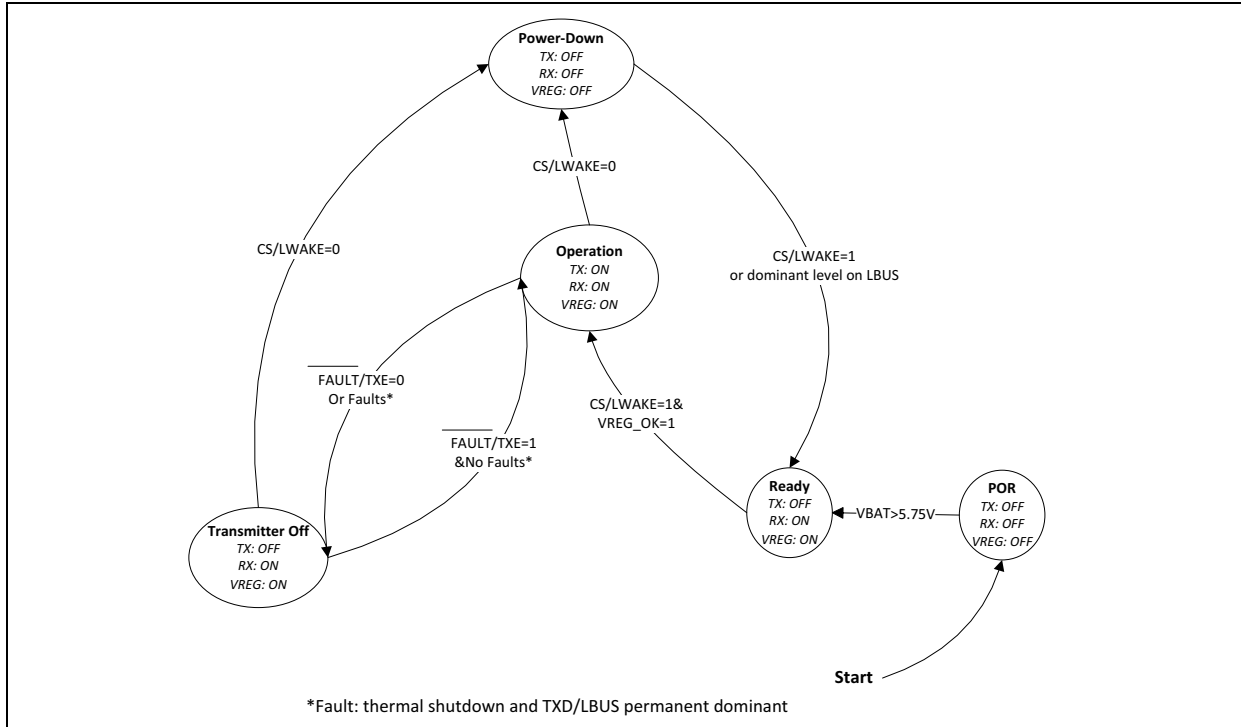 Power-Down
TX: OFF
RX: OFF
VREG: OFF
CS/LWAKE=0
CS/LWAKE=0
Operation
TX: ON
RX: ON
VREG: ON
CS/LWAKE=1
or dominant level on LBUS
FAULT/TXE=0
Or Faults*
CS/LWAKE=1&
VREG_OK=1
FAULT/TXE=1
&No Faults*
Ready
TX: OFF
RX: ON
VREG: ON
VBAT>5.75V
POR
TX: OFF
RX: OFF
VREG: OFF
Transmitter Off
TX: OFF
RX: ON
VREG: ON
Start
*Fault: thermal shutdown and TXD/LBUS permanent dominant